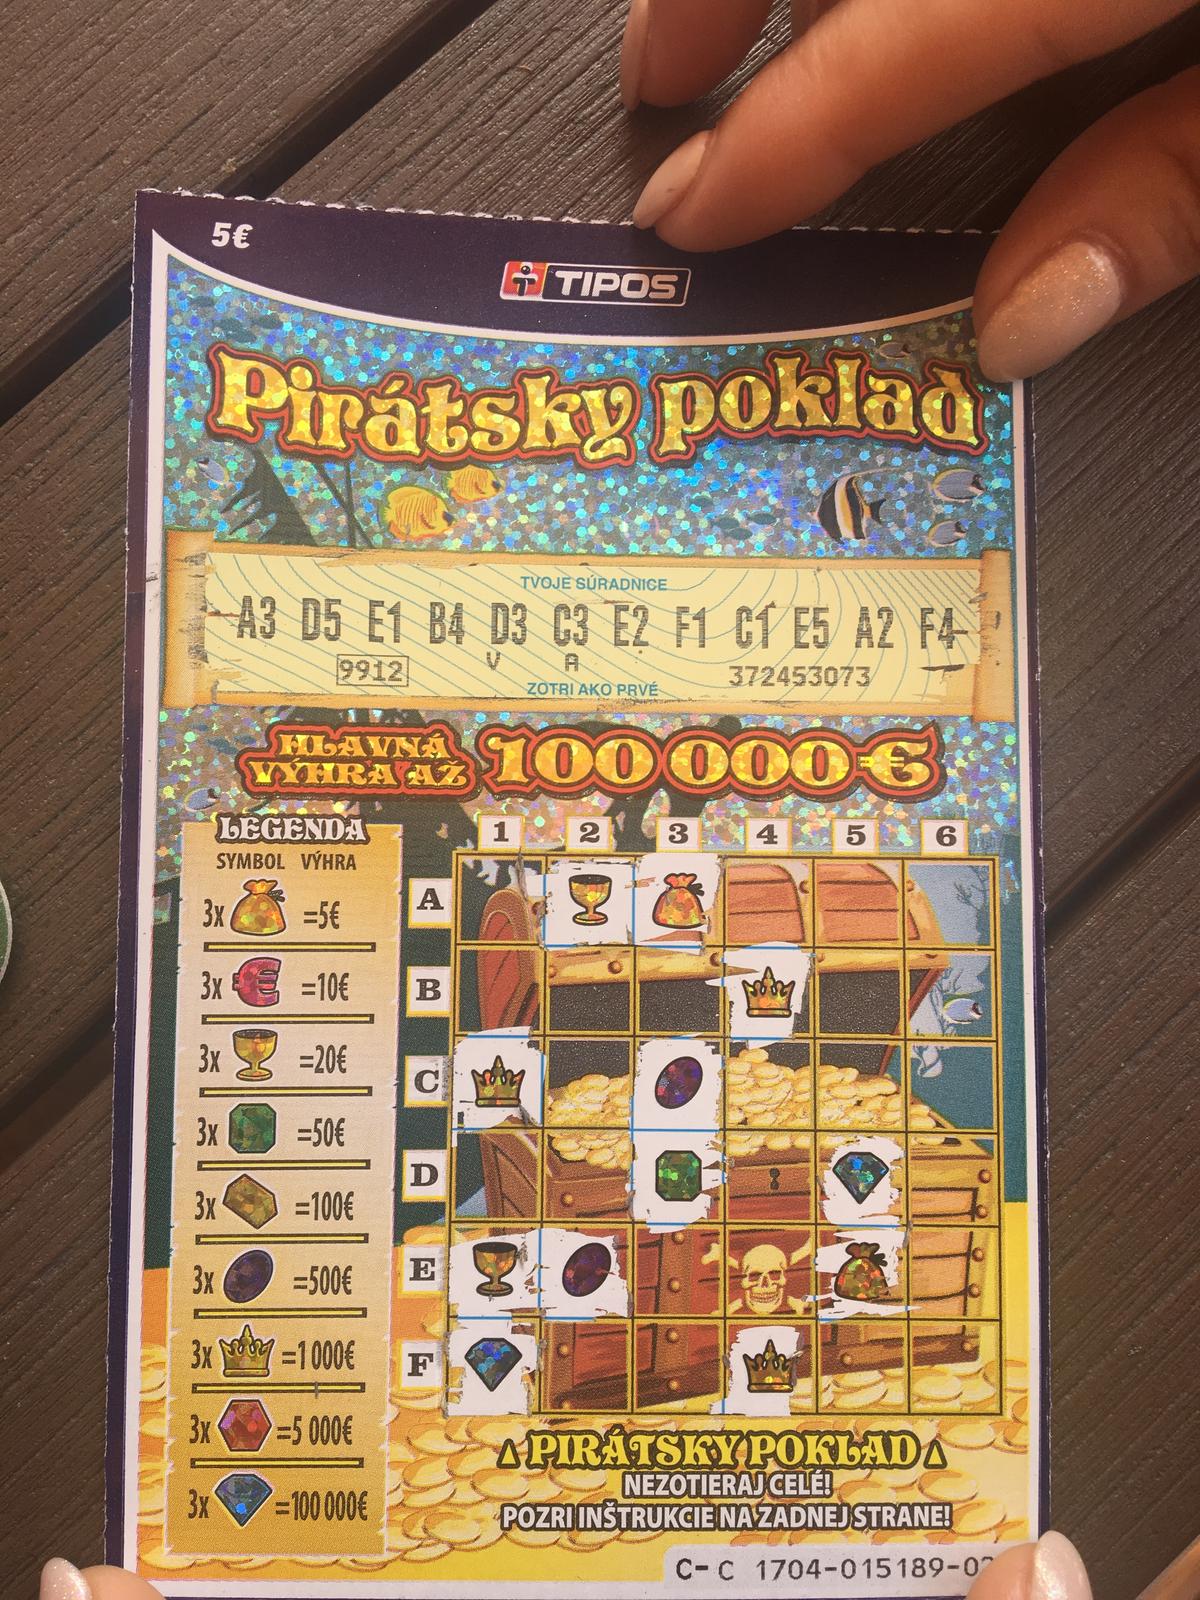 5€
TIPOS
Pirátsky poklad
TVOJE SÚRADNICE
A3 D5 E1 B4 D3 C3 E2 F1 C1 E5 A2 F4
9912 V A 372453073
ZOTRI AKO PRVÉ
HLAVNÁ
VÝHRA AŽ
100 000 €
LEGENDA
SYMBOL VÝHRA
3x =5€
3x =10€
3x =20€
3x =50€
3x =100€
3x =500€
3x =1 000€
3x =5 000€
3x =100 000€
1 2 3 4 5 6
A
B
C
D
E
F
PIRÁTSKY POKLAD
NEZOTIERAJ CELÉ!
POZRI INŠTRUKCIE NA ZADNEJ STRANE!
C- C 1704-015189-02